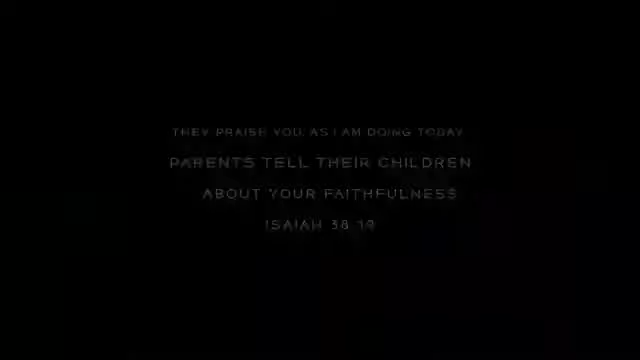 THEY PRAISE YOU, AS I AM DOING TODAY
PARENTS TELL THEIR CHILDREN
ABOUT YOUR FAITHFULNESS
ISAIAH 38 19